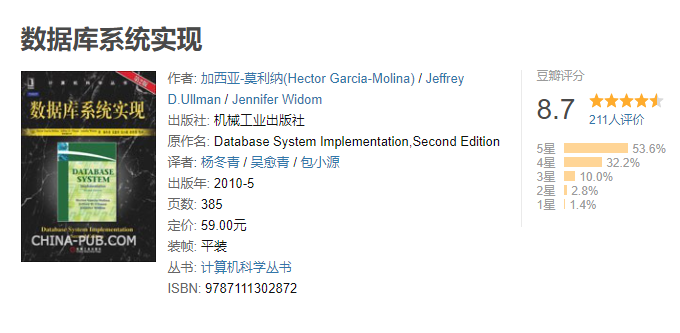 数据库系统实现
数据库系统实现
DATABASE
SYSTEM
Database System Implementation
CHINA-PUB.COM
作者: 加西亚-莫利纳(Hector Garcia-Molina) / Jeffrey
D.Ullman / Jennifer Widom
出版社: 机械工业出版社
原作名: Database System Implementation,Second Edition
译者: 杨冬青 / 吴愈青 / 包小源
出版年: 2010-5
页数: 385
定价: 59.00元
装帧: 平装
丛书: 计算机科学丛书
ISBN: 9787111302872
豆瓣评分
8.7
211人评价
5星 53.6%
4星 32.2%
3星 10.0%
2星 2.8%
1星 1.4%